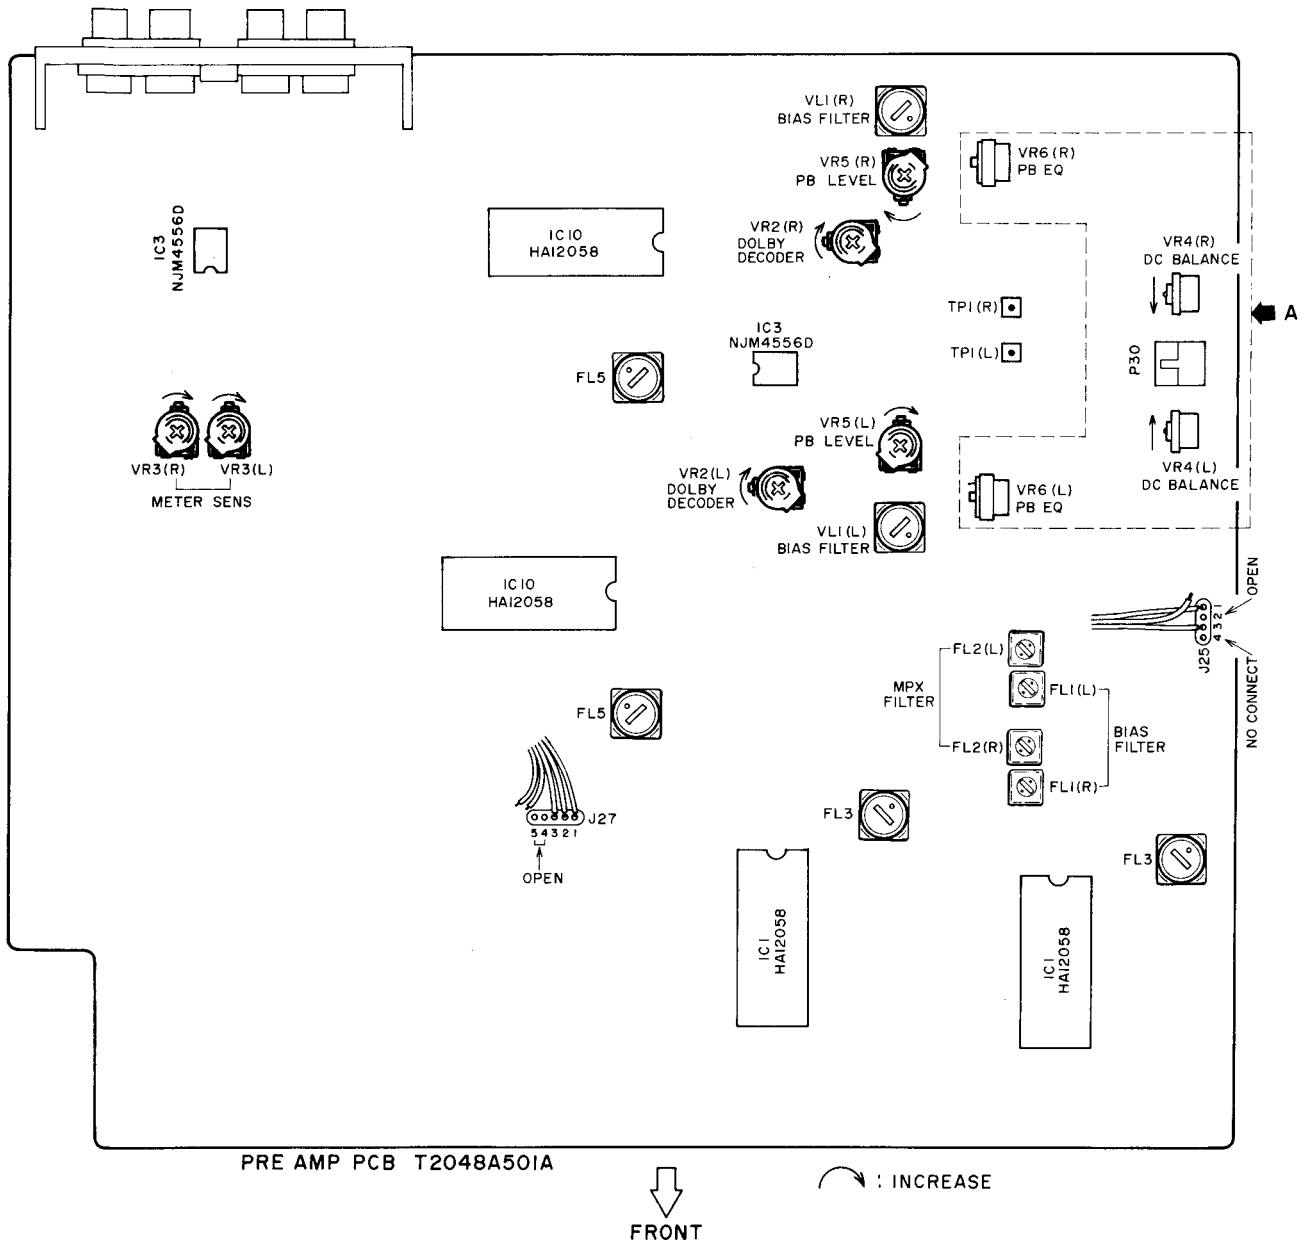 VL1(R)
BIAS FILTER
VR5(R)
PB LEVEL
VR6(R)
PB EQ
VR2(R)
DOLBY
DECODER
IC3
NJM4556D
IC10
HA12058
VR4(R)
DC BALANCE
TP1(R)
TP1(L)
A
P30
IC3
NJM4556D
FL5
VR5(L)
PB LEVEL
VR3(R)
VR3(L)
METER SENS
VR2(L)
DOLBY
DECODER
VR4(L)
DC BALANCE
VR6(L)
PB EQ
VL1(L)
BIAS FILTER
IC10
HA12058
OPEN
4 3 2 1
J25
NO CONNECT
FL2(L)
MPX
FILTER
FL1(L)
FL2(R)
BIAS
FILTER
FL1(R)
FL5
J27
5 4 3 2 1
OPEN
FL3
FL3
IC1
HA12058
IC1
HA12058
PRE AMP PCB T2048A501A
: INCREASE
FRONT